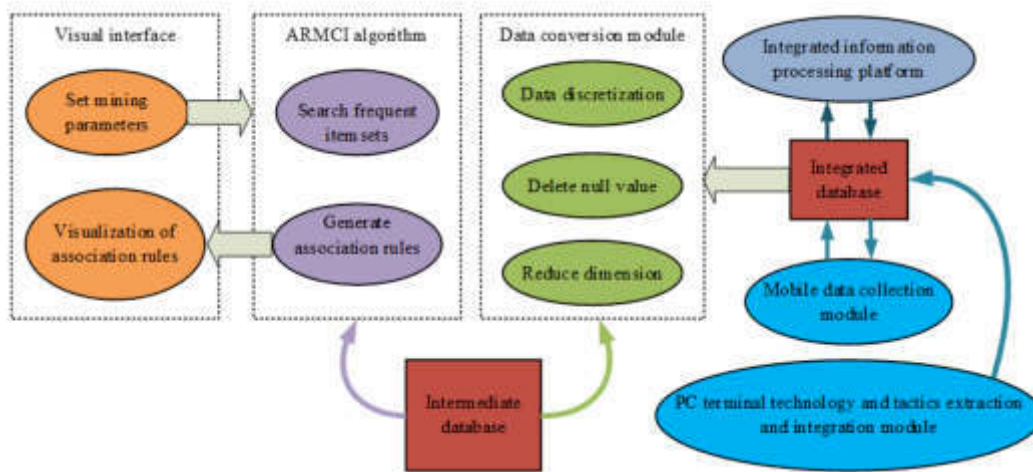 Visual interface
Set mining
parameters
Visualization of
association rules
ARMCI algorithm
Search frequent
item sets
Generate
association rules
Data conversion module
Data discretization
Delete null value
Reduce dimension
Integrated information
processing platform
Integrated
database
Mobile data collection
module
PC terminal technology and tactics extraction
and integration module
Intermediate
database